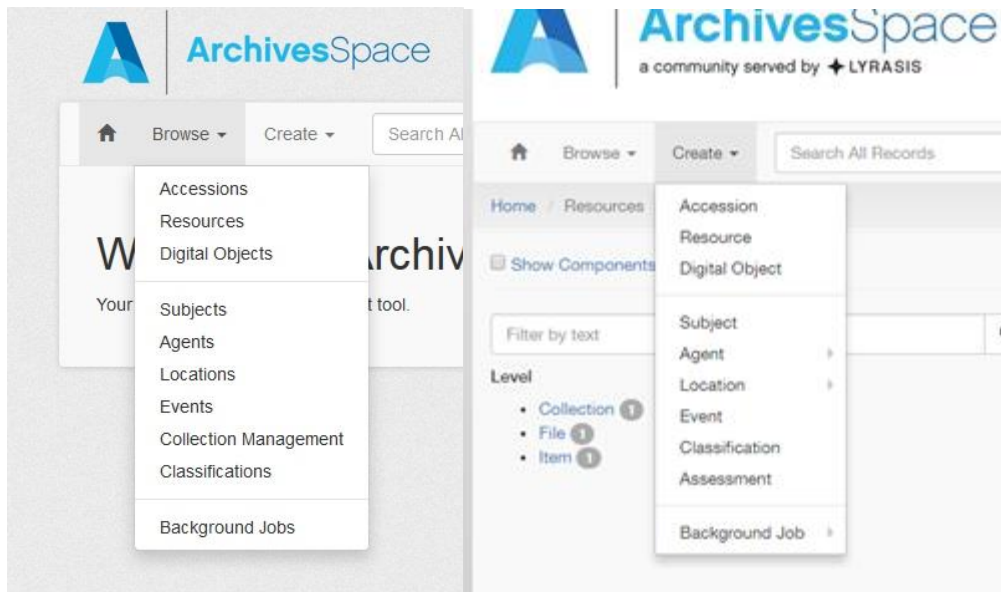 ArchivesSpace
Browse Create Search Al
Accessions
Resources
Digital Objects
W rchiv
Your t tool.
Subjects
Agents
Locations
Events
Collection Management
Classifications
Background Jobs
ArchivesSpace
a community served by LYRASIS
Browse Create Search All Records
Home / Resources
Accession
Resource
Digital Object
Show Components
Filter by text
Subject
Agent
Location
Event
Classification
Assessment
Background Job
Level
• Collection 1
• File 1
• Item 1